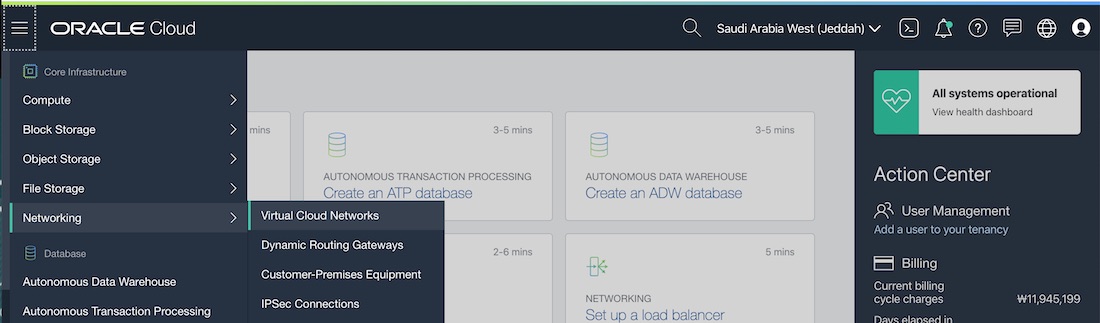 ORACLE Cloud
Saudi Arabia West (Jeddah)
Core Infrastructure
Compute
Block Storage
Object Storage
File Storage
Networking
Database
Autonomous Data Warehouse
Autonomous Transaction Processing
Virtual Cloud Networks
Dynamic Routing Gateways
Customer-Premises Equipment
IPSec Connections
mins
3-5 mins
AUTONOMOUS TRANSACTION PROCESSING
Create an ATP database
3-5 mins
AUTONOMOUS DATA WAREHOUSE
Create an ADW database
2-6 mins
5 mins
NETWORKING
Set up a load balancer
All systems operational
View health dashboard
Action Center
User Management
Add a user to your tenancy
Billing
Current billing
cycle charges
₩11,945,199
Days elapsed in